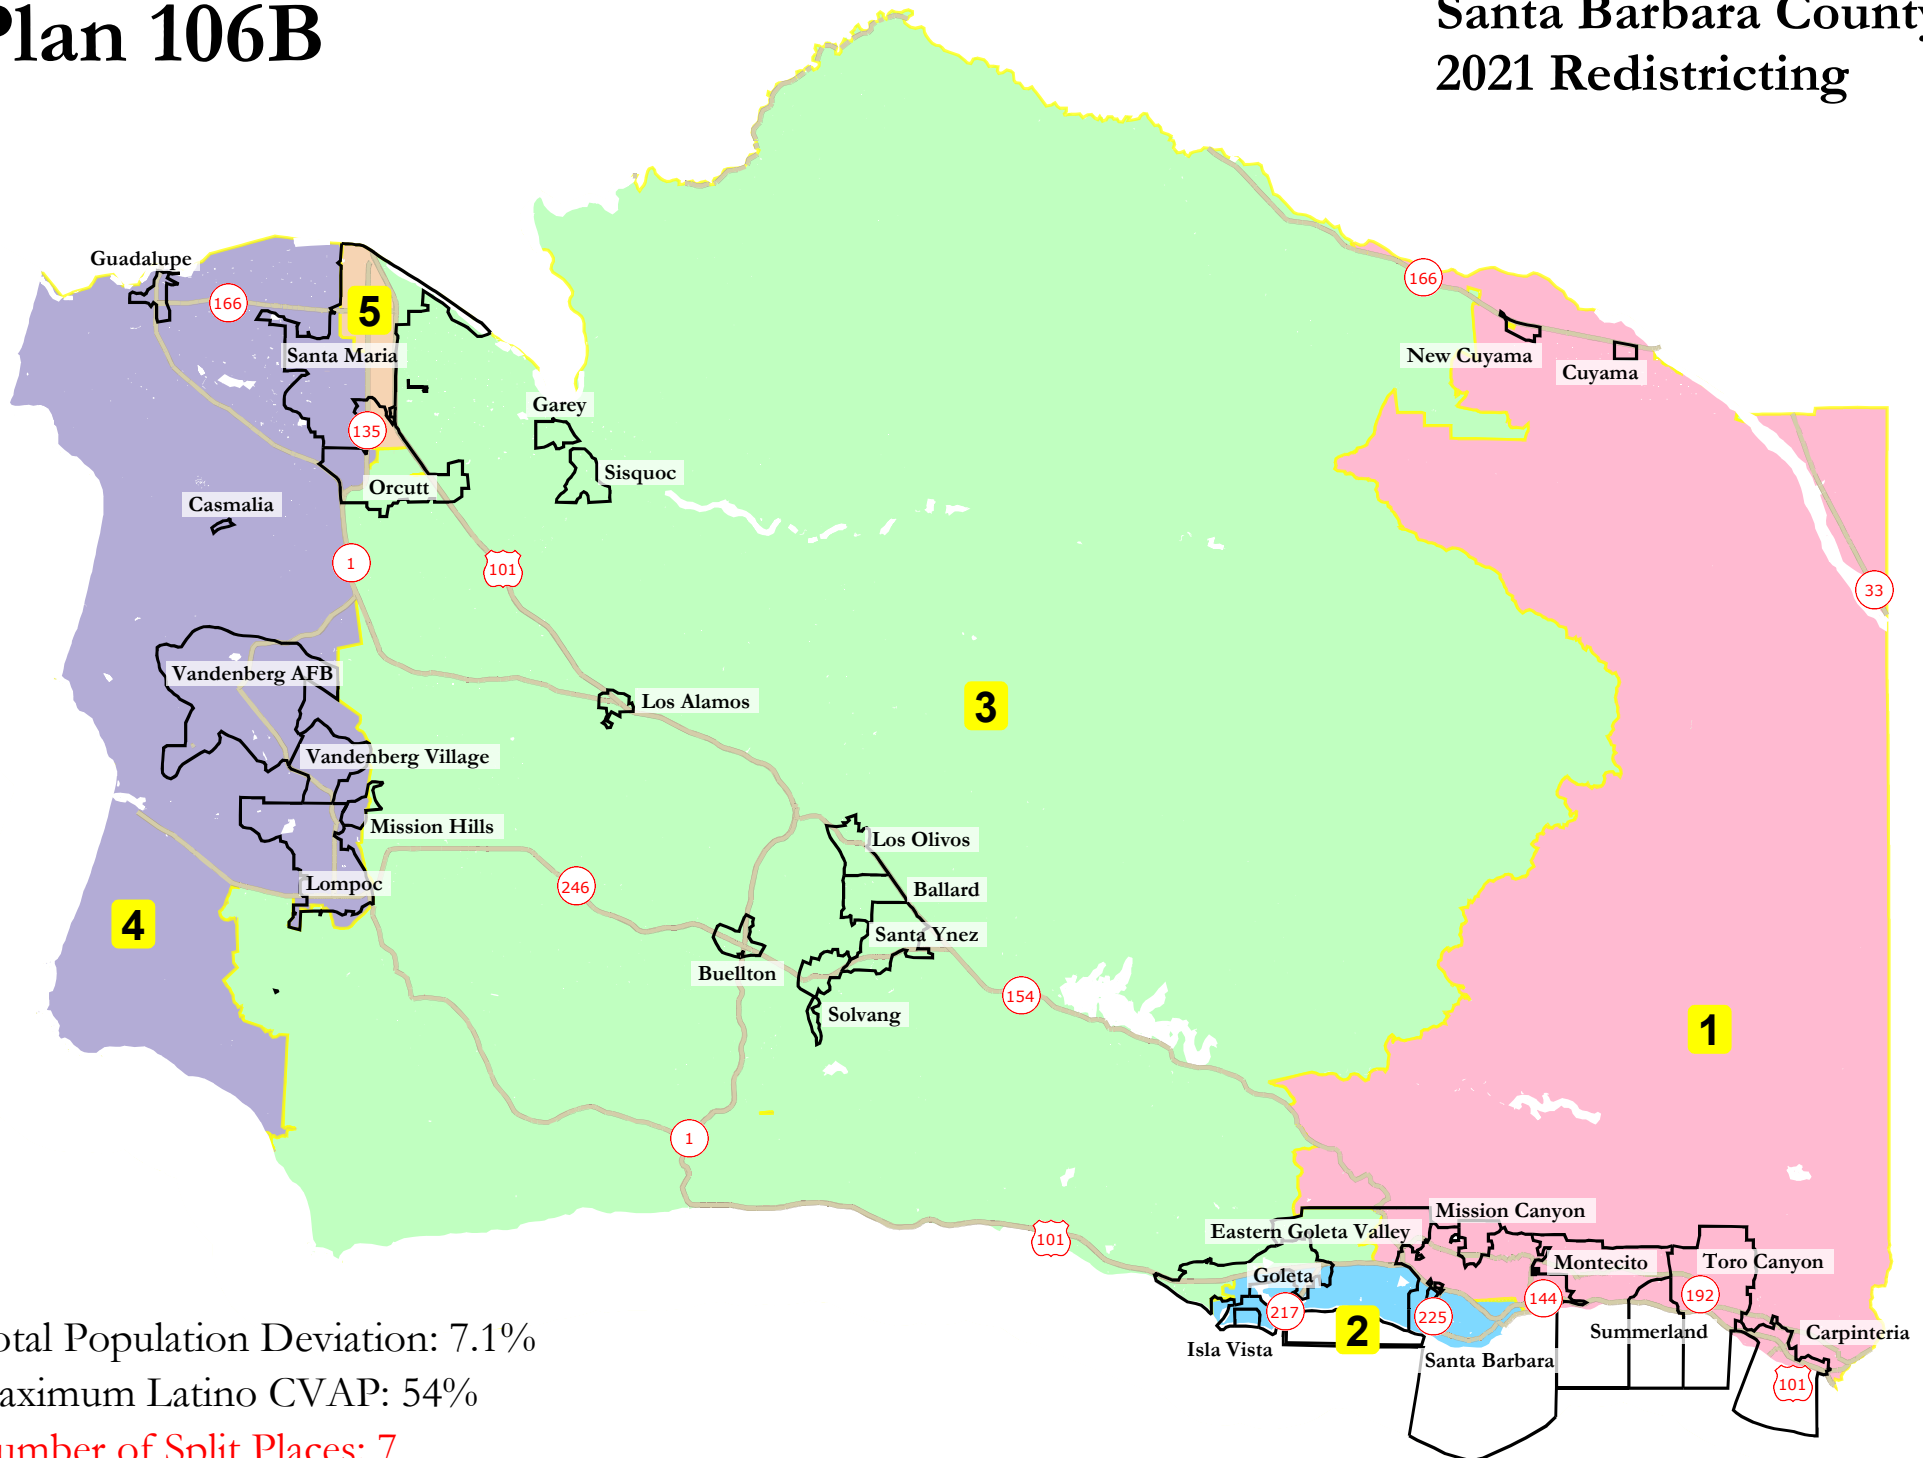 Plan 106B
Santa Barbara County
2021 Redistricting
Guadalupe
166
5
Santa Maria
166
New Cuyama
Cuyama
Garey
135
Sisquoc
Orcutt
Casmalia
1
101
33
Vandenberg AFB
Los Alamos
3
Vandenberg Village
Mission Hills
Los Olivos
Lompoc
246
Ballard
4
Santa Ynez
Buellton
154
Solvang
1
1
Mission Canyon
Eastern Goleta Valley
101
Montecito
Toro Canyon
Goleta
217
144
192
225
2
Summerland
Carpinteria
Isla Vista
Santa Barbara
101
otal Population Deviation: 7.1%
aximum Latino CVAP: 54%
umber of Split Places: 7